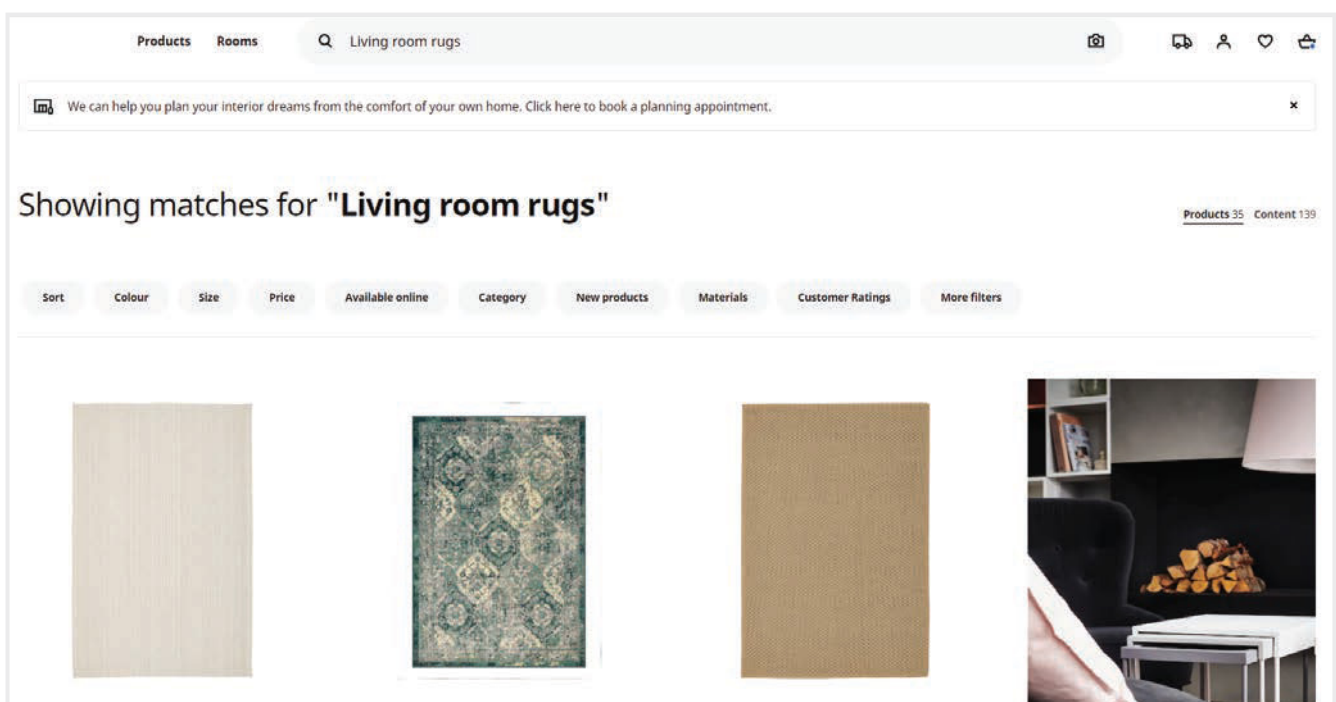 Products Rooms Living room rugs
We can help you plan your interior dreams from the comfort of your own home. Click here to book a planning appointment.
Showing matches for "Living room rugs"
Products 35 Content 139
Sort Colour Size Price Available online Category New products Materials Customer Ratings More filters